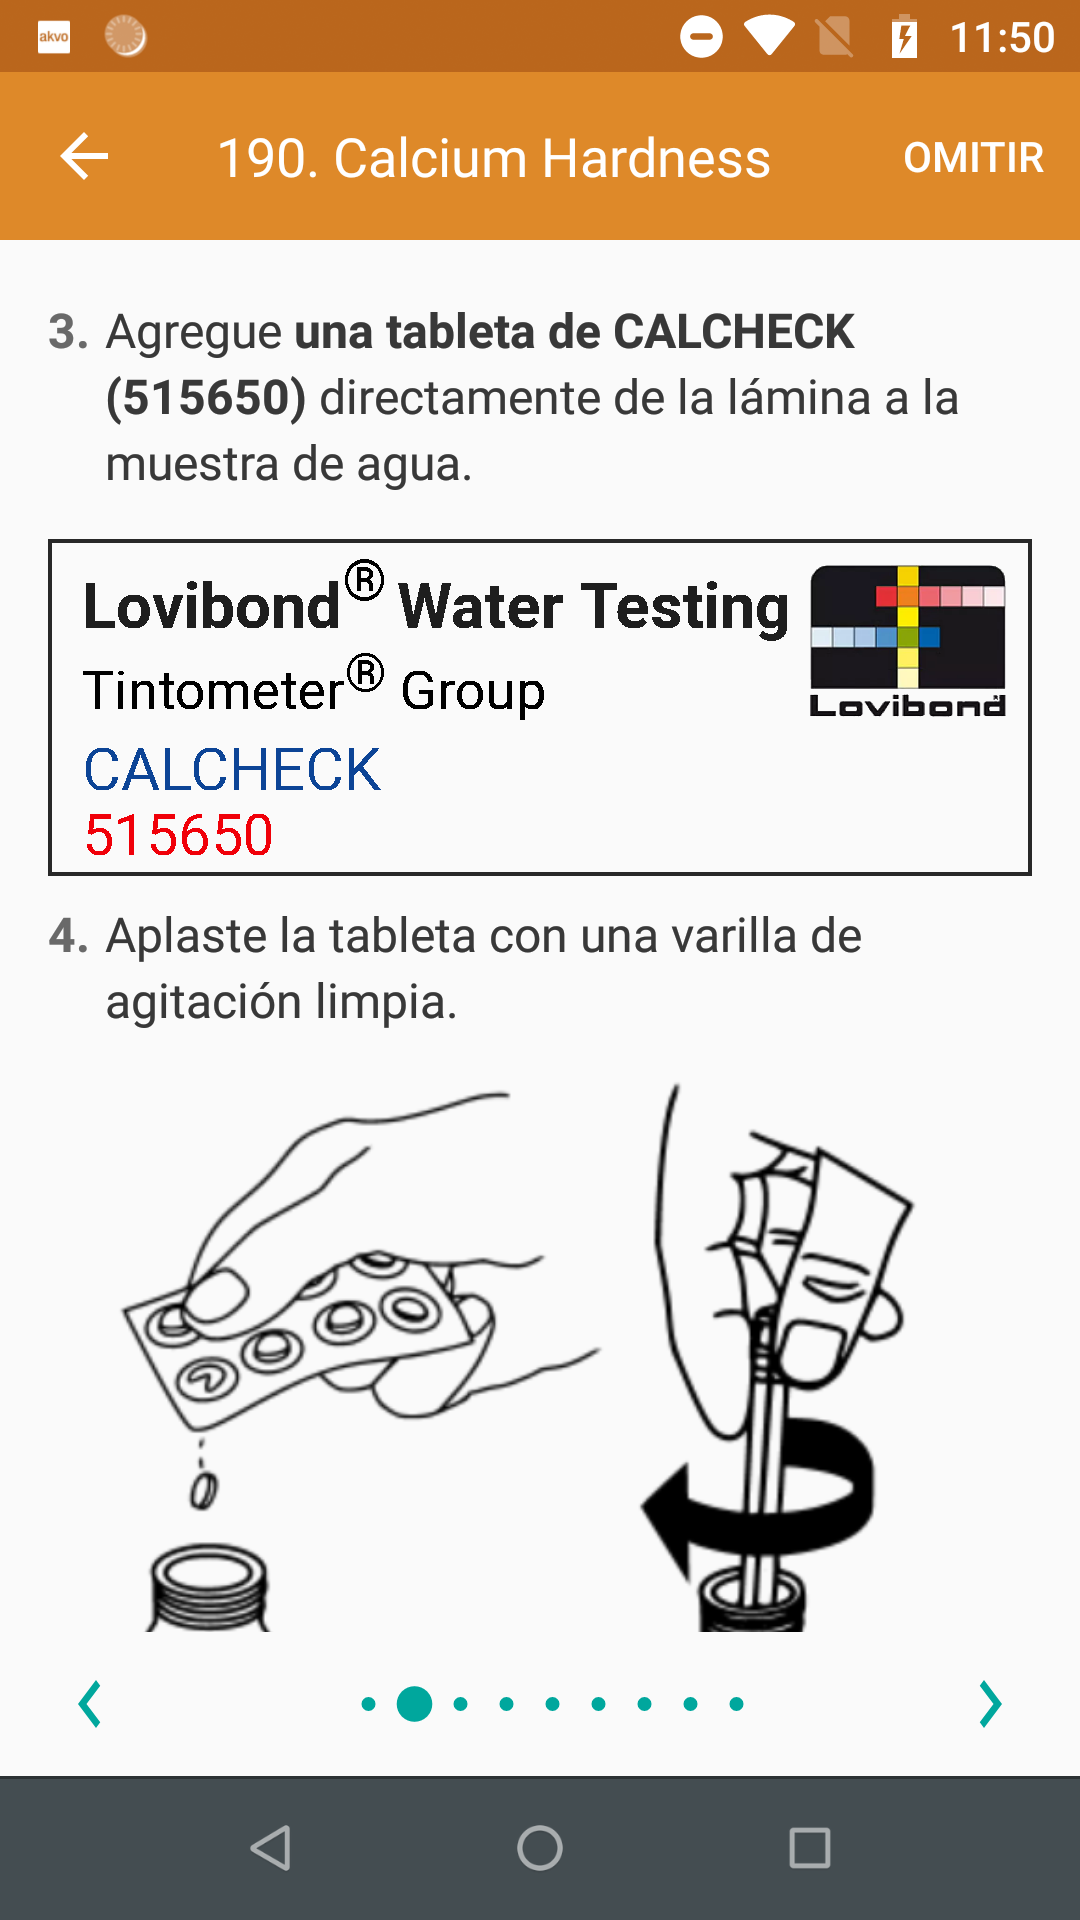 akvo
11:50
190. Calcium Hardness
OMITIR
3. Agregue una tableta de CALCHECK
(515650) directamente de la lámina a la
muestra de agua.
Lovibond® Water Testing
Tintometer® Group
Lovibond
CALCHECK
515650
4. Aplaste la tableta con una varilla de
agitación limpia.